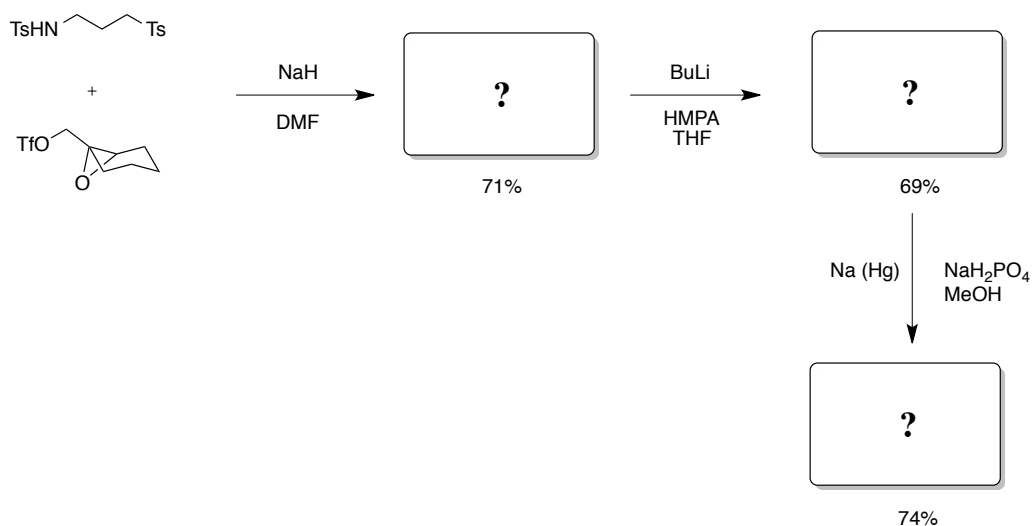 TsHN Ts
+
TfO
O
NaH
DMF
?
71%
BuLi
HMPA
THF
?
69%
Na (Hg)
NaH₂PO₄
MeOH
?
74%